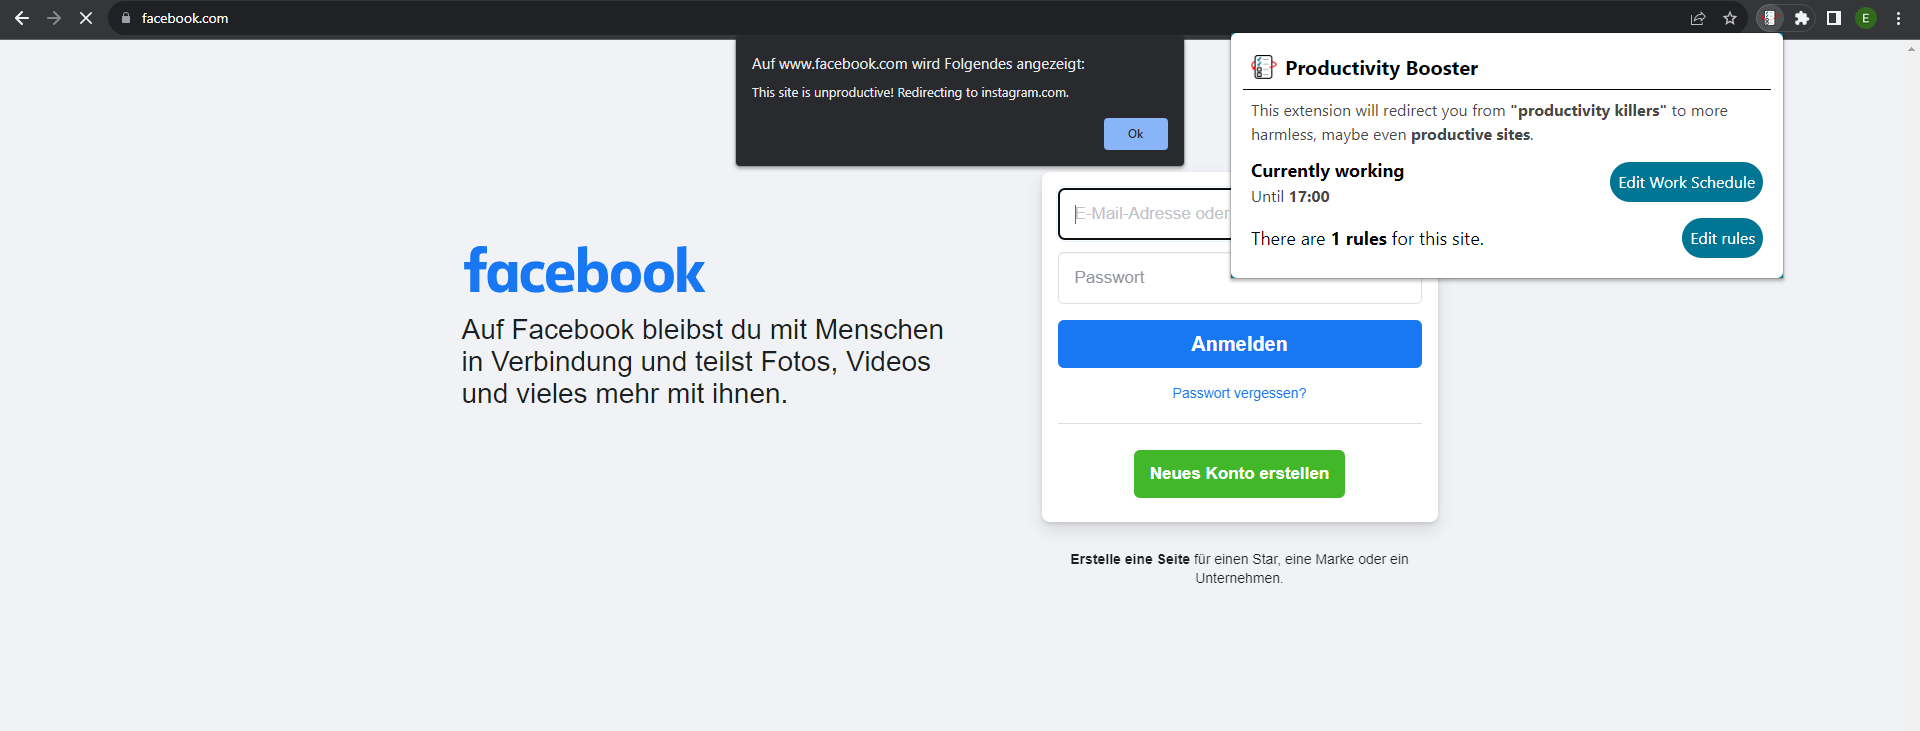 facebook.com
E
Auf www.facebook.com wird Folgendes angezeigt:
This site is unproductive! Redirecting to instagram.com.
Ok
Productivity Booster
This extension will redirect you from "productivity killers" to more
harmless, maybe even productive sites.
Currently working
Until 17:00
Edit Work Schedule
There are 1 rules for this site.
Edit rules
facebook
Auf Facebook bleibst du mit Menschen
in Verbindung und teilst Fotos, Videos
und vieles mehr mit ihnen.
E-Mail-Adresse oder
Passwort
Anmelden
Passwort vergessen?
Neues Konto erstellen
Erstelle eine Seite für einen Star, eine Marke oder ein
Unternehmen.